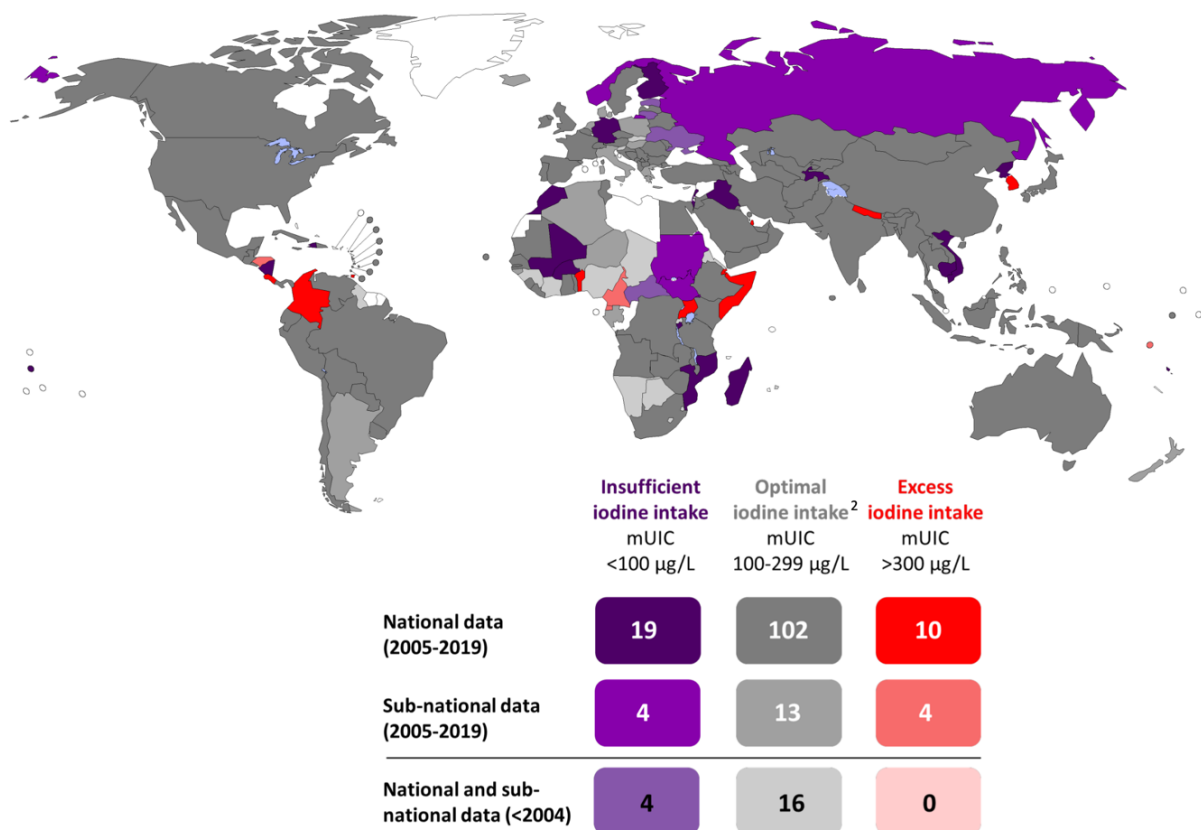 Insufficient
iodine intake
mUIC
<100 µg/L
Optimal
iodine intake²
mUIC
100-299 µg/L
Excess
iodine intake
mUIC
>300 µg/L
National data
(2005-2019)
19
102
10
Sub-national data
(2005-2019)
4
13
4
National and sub-
national data (<2004)
4
16
0